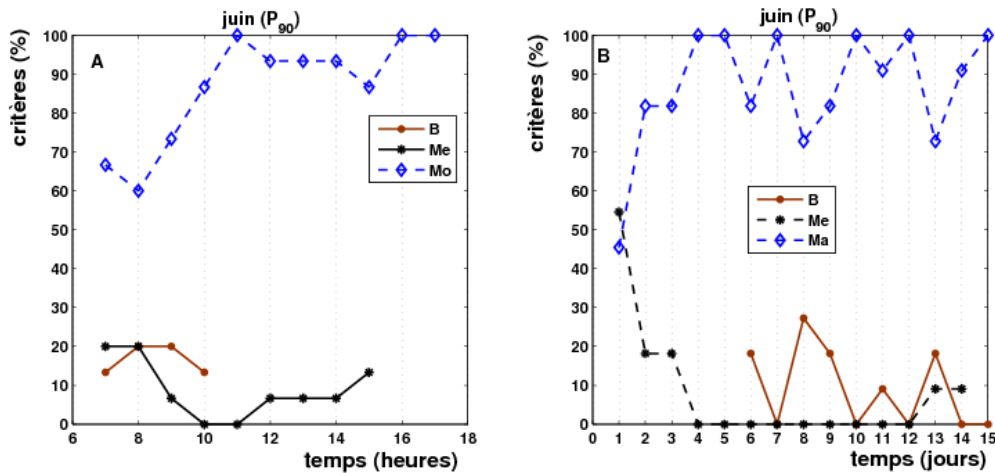 juin (P90)
critères (%)
A
100
90
80
70
60
50
40
30
20
10
0
B
Me
Mo
6 8 10 12 14 16 18
temps (heures)
juin (P90)
critères (%)
B
100
90
80
70
60
50
40
30
20
10
0
B
Me
Ma
0 1 2 3 4 5 6 7 8 9 10 11 12 13 14 15
temps (jours)